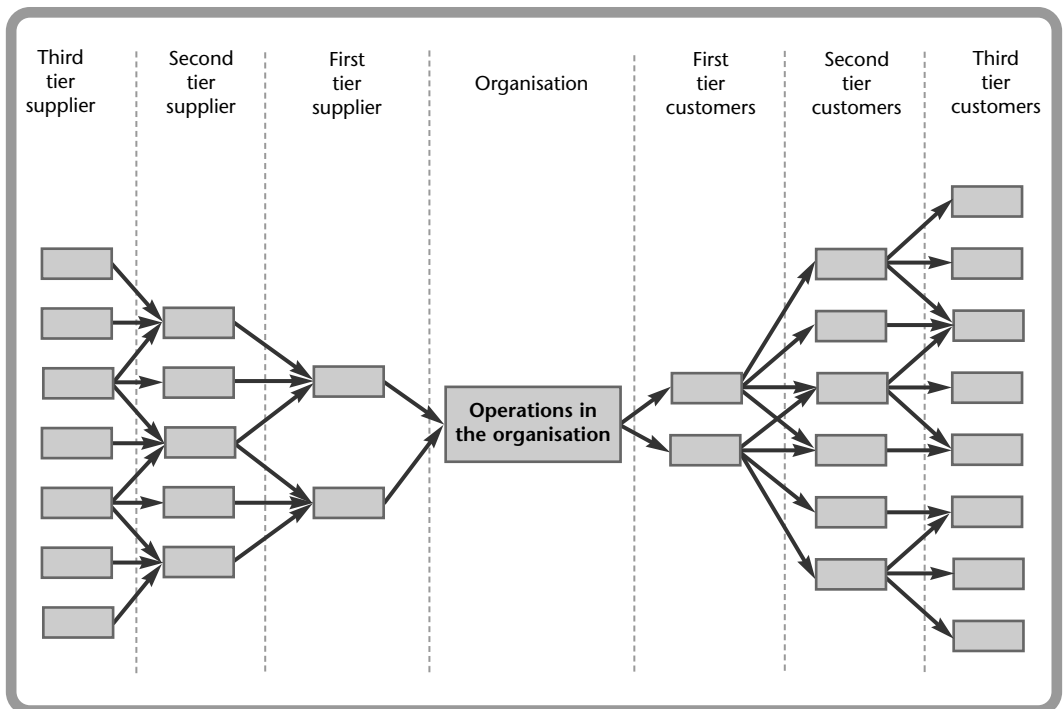 Third
tier
supplier
Second
tier
supplier
First
tier
supplier
Organisation
First
tier
customers
Second
tier
customers
Third
tier
customers
Operations in
the organisation